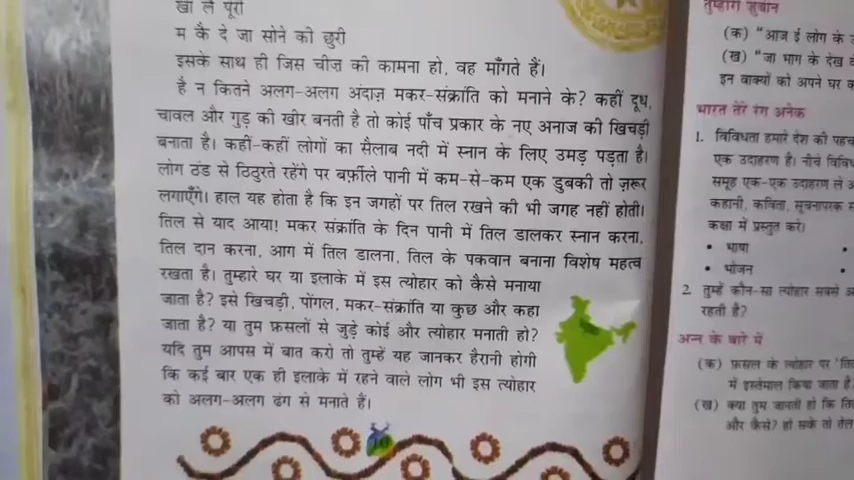 खा ले पूरी
म कै दे जा सोने की छुरी
इसके साथ ही जिस चीज़ की कामना हो, वह माँगते हैं।
है न कितने अलग-अलग अंदाज़ मकर-संक्रांति को मनाने के? कहीं दूध,
चावल और गुड़ की खीर बनती है तो कोई पाँच प्रकार के नए अनाज की खिचड़ी
बनाता है। कहीं-कहीं लोगों का सैलाब नदी में स्नान के लिए उमड़ पड़ता है।
लोग ठंड से ठिठुरते रहेंगे पर बर्फ़ीले पानी में कम-से-कम एक डुबकी तो ज़रूर
लगाएँगे। हाल यह होता है कि इन जगहों पर तिल रखने की भी जगह नहीं होती।
तिल से याद आया! मकर संक्रांति के दिन पानी में तिल डालकर स्नान करना,
तिल दान करना, आग में तिल डालना, तिल के पकवान बनाना विशेष महत्व
रखता है। तुम्हारे घर या इलाके में इस त्योहार को कैसे मनाया
जाता है? इसे खिचड़ी, पोंगल, मकर-संक्रांति या कुछ और कहा
जाता है? या तुम फ़सलों से जुड़े कोई और त्योहार मनाती हो?
यदि तुम आपस में बात करो तो तुम्हें यह जानकर हैरानी होगी
कि कई बार एक ही इलाके में रहने वाले लोग भी इस त्योहार
को अलग-अलग ढंग से मनाते हैं।
तुम्हारी ज़ुबान
(क) "आज ई लोग के
(ख) "जा भाग के देख
इन वाक्यों को अपने घर
भारत तेरे रंग अनेक
1. विविधता हमारे देश की
एक उदाहरण है। नीचे
समूह एक-एक उदाहरण ले
कहानी, कविता, सूचनापरक
कक्षा में प्रस्तुत करो।
• भाषा
• भोजन
2. तुम्हें कौन-सा त्योहार सबसे
रहती है?
अन्न के बारे में
(क) फ़सल के त्योहार पर
में इस्तेमाल किया जाता है
(ख) क्या तुम जानती हो कि
और कैसे? हो सके तो